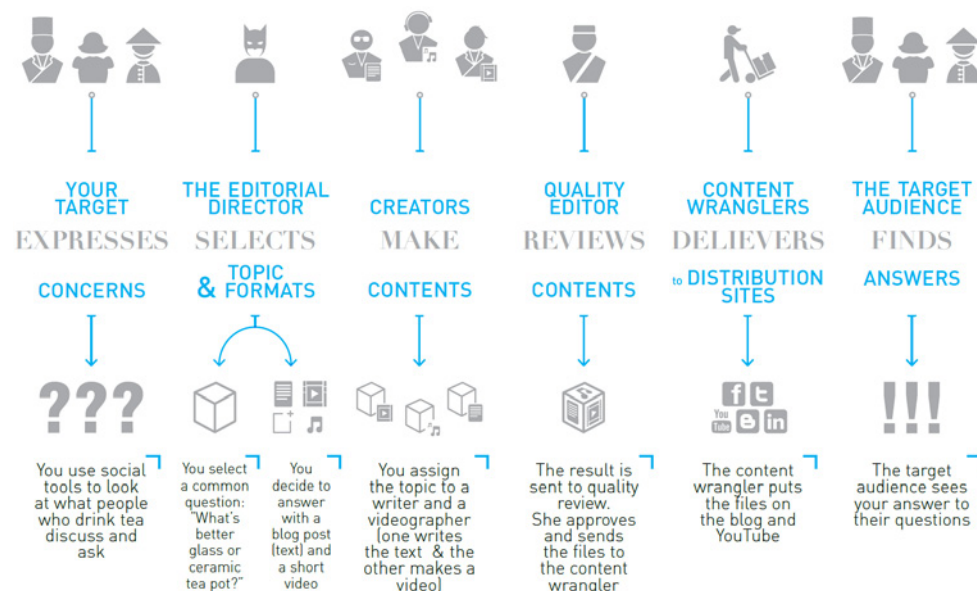 YOUR
TARGET
EXPRESSES
CONCERNS
THE EDITORIAL
DIRECTOR
SELECTS
TOPIC
& FORMATS
CREATORS
MAKE
CONTENTS
QUALITY
EDITOR
REVIEWS
CONTENTS
CONTENT
WRANGLERS
DELIEVERS
to DISTRIBUTION
SITES
THE TARGET
AUDIENCE
FINDS
ANSWERS
???
f t
You
Tube B in
!!!
You use social
tools to look
at what people
who drink tea
discuss and
ask
You select
a common
question:
"What's
better
glass or
ceramic
tea pot?"
You
decide to
answer
with a
blog post
(text) and
a short
video
You assign
the topic to a
writer and a
videographer
(one writes
the text & the
other makes a
video)
The result is
sent to quality
review.
She approves
and sends
the files to
the content
wrangler
The content
wrangler puts
the files on
the blog and
YouTube
The target
audience sees
your answer to
their questions